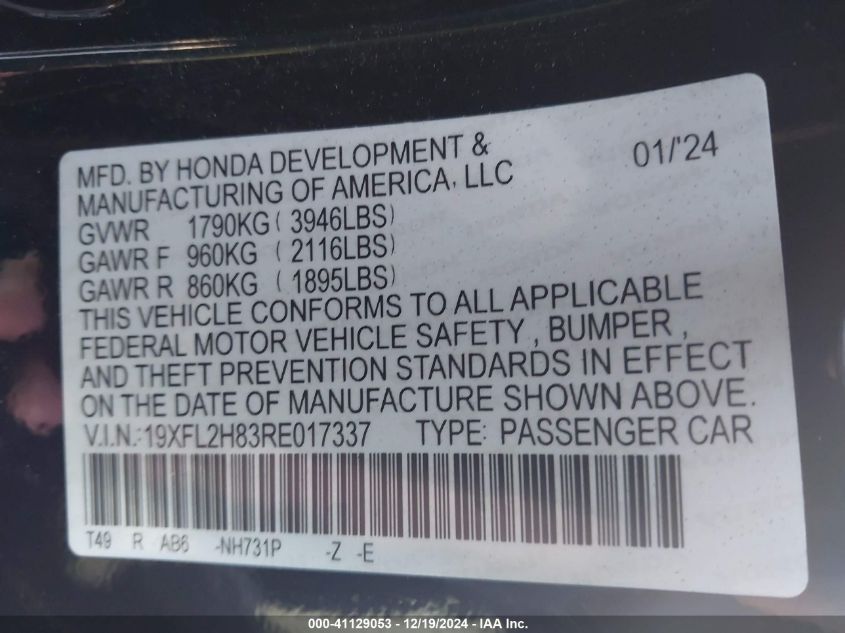 MFD. BY HONDA DEVELOPMENT & 01/'24
MANUFACTURING OF AMERICA, LLC
GVWR 1790KG ( 3946LBS)
GAWR F 960KG ( 2116LBS)
GAWR R 860KG ( 1895LBS)
THIS VEHICLE CONFORMS TO ALL APPLICABLE
FEDERAL MOTOR VEHICLE SAFETY , BUMPER ,
AND THEFT PREVENTION STANDARDS IN EFFECT
ON THE DATE OF MANUFACTURE SHOWN ABOVE.
V.I.N.:19XFL2H83RE017337 TYPE: PASSENGER CAR
T49 R AB6 -NH731P -Z -E
000-41129053 - 12/19/2024 - IAA Inc.